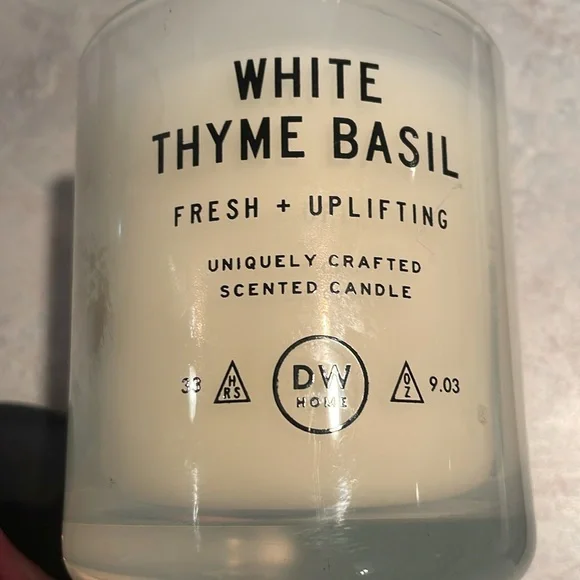 WHITE
THYME BASIL
FRESH + UPLIFTING
UNIQUELY CRAFTED
SCENTED CANDLE
33 HRS DW HOME OZ 9.03